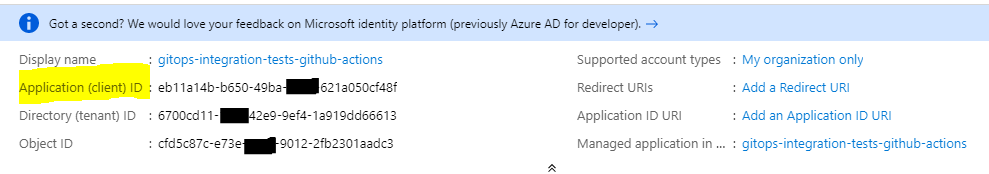 Got a second? We would love your feedback on Microsoft identity platform (previously Azure AD for developer). →
Display name : gitops-integration-tests-github-actions
Application (client) ID : eb11a14b-b650-49ba- 621a050cf48f
Directory (tenant) ID : 6700cd11- 42e9-9ef4-1a919dd66613
Object ID : cfd5c87c-e73e- -9012-2fb2301aadc3
Supported account types : My organization only
Redirect URIs : Add a Redirect URI
Application ID URI : Add an Application ID URI
Managed application in ... : gitops-integration-tests-github-actions